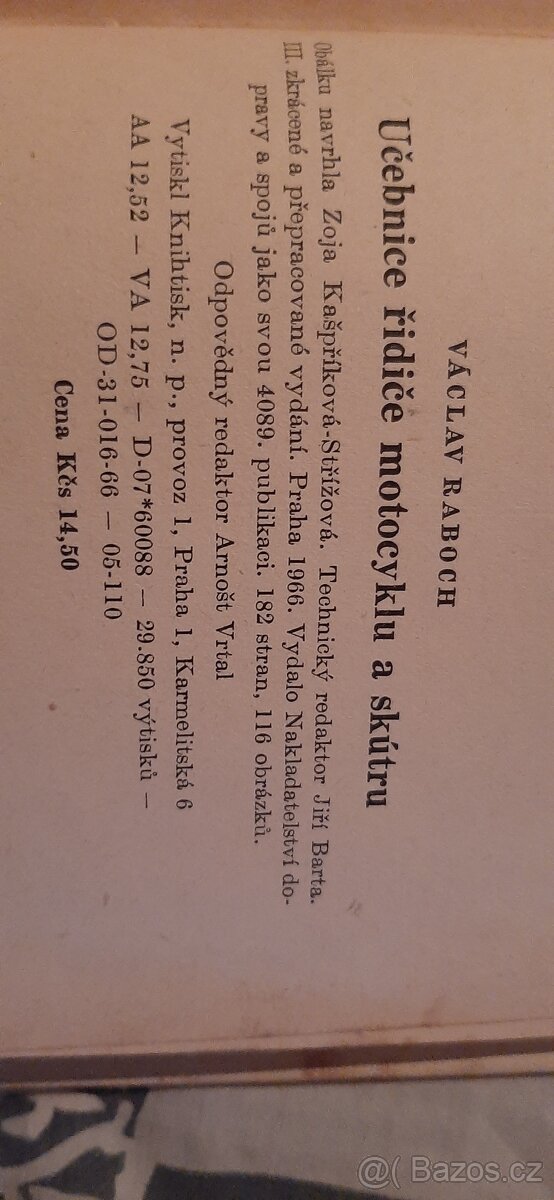 VÁCLAV RABOCH
Učebnice řidiče motocyklu a skútru
Obálku navrhla Zoja Kašpříková-Střížová. Technický redaktor Jiří Barta.
III. zkrácené a přepracované vydání. Praha 1966. Vydalo Nakladatelství do-
pravy a spojů jako svou 4089. publikaci. 182 stran, 116 obrázků.
Odpovědný redaktor Arnošt Vrtal
Vytiskl Knihtisk, n. p., provoz 1, Praha 1, Karmelitská 6
AA 12,52 — VA 12,75 — D-07*60088 — 29.850 výtisků —
OD-31-016-66 — 05-110
Cena Kčs 14,50
@( Bazos.cz